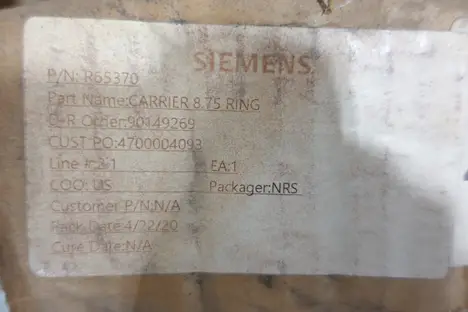 SIEMENS
P/N: R65370
Part Name:CARRIER 8.75 RING
D-R Order:90149269
CUST PO:4700004093
Line #:3.1 EA:1
COO: US Packager:NRS
Customer P/N:N/A
Pack Date:4/22/20
Cure Date:N/A